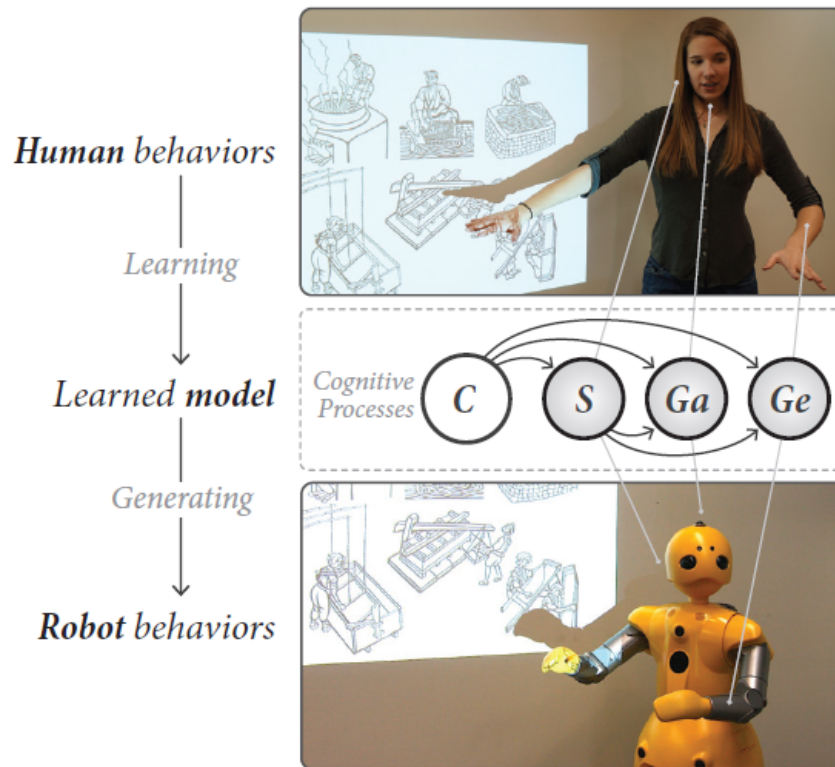 Human behaviors
Learning
Learned model
Generating
Robot behaviors
Cognitive
Processes
C
S
Ga
Ge